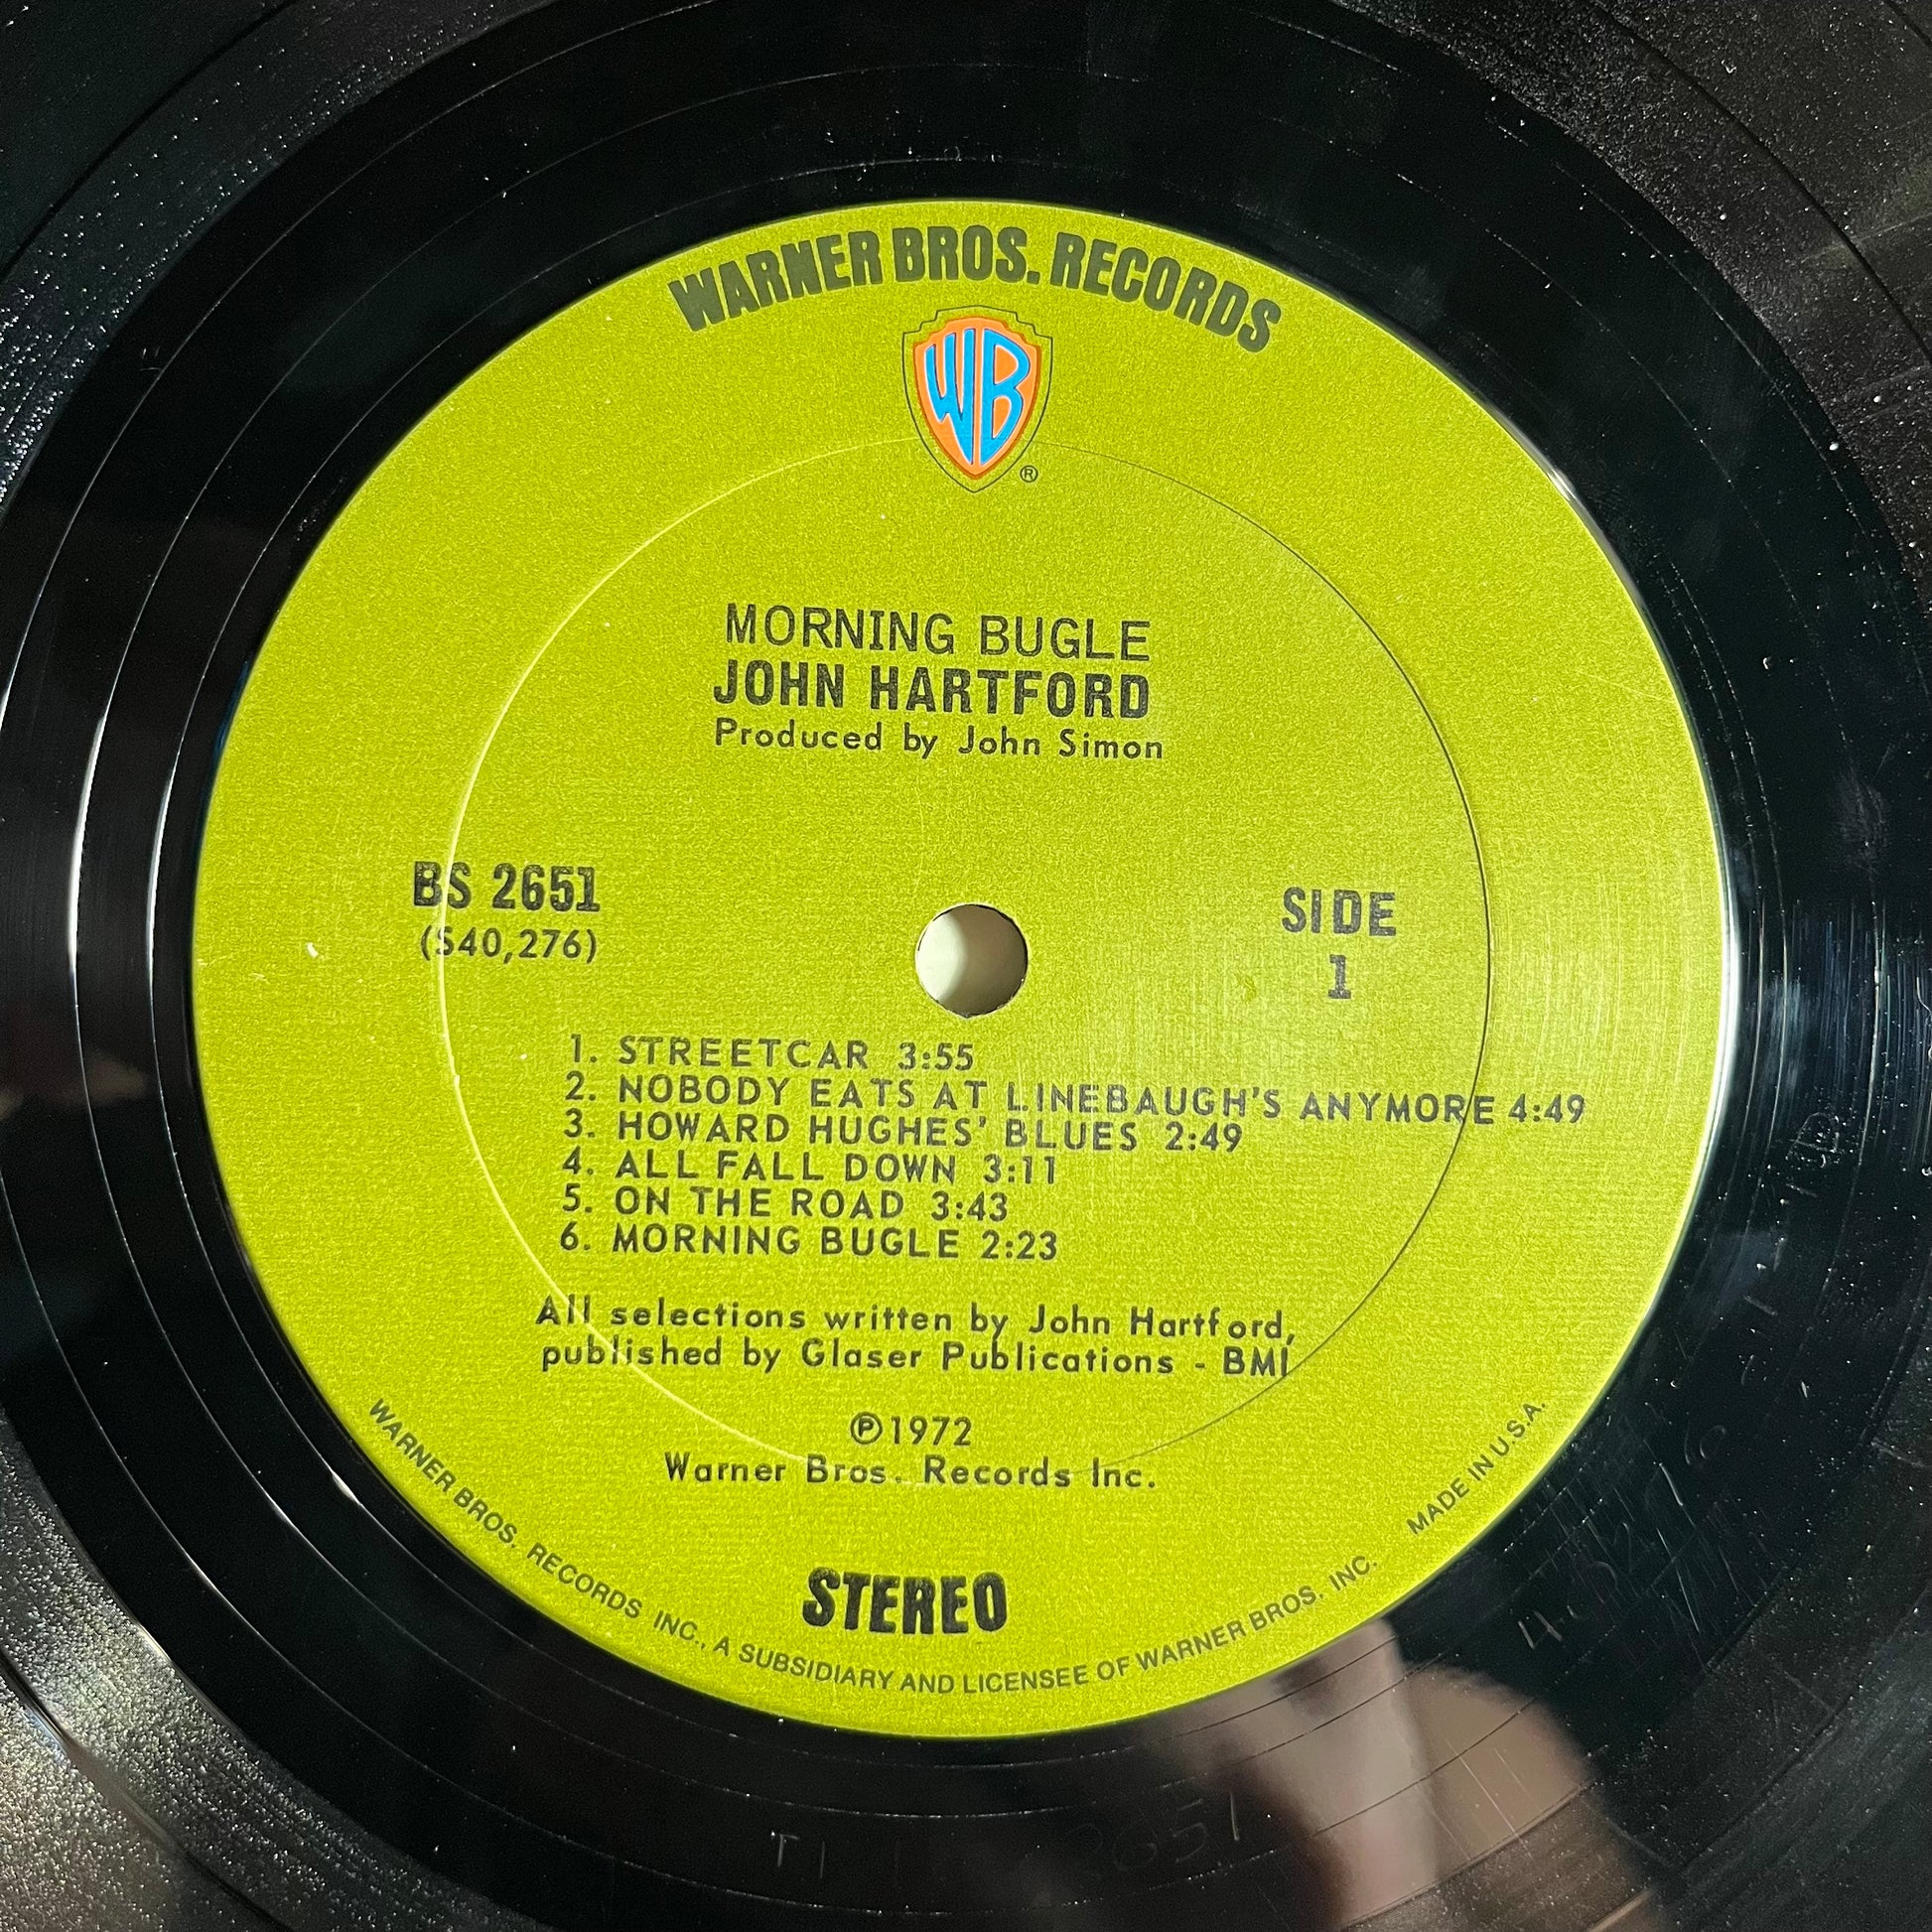 WARNER BROS. RECORDS
WB
®
MORNING BUGLE
JOHN HARTFORD
Produced by John Simon
BS 2651
(S40,276)
SIDE
1
1. STREETCAR 3:55
2. NOBODY EATS AT LINEBAUGH'S ANYMORE 4:49
3. HOWARD HUGHES' BLUES 2:49
4. ALL FALL DOWN 3:11
5. ON THE ROAD 3:43
6. MORNING BUGLE 2:23
All selections written by John Hartford,
published by Glaser Publications - BMI
℗1972
Warner Bros. Records Inc.
STEREO
WARNER BROS. RECORDS INC., A SUBSIDIARY AND LICENSEE OF WARNER BROS. INC.
MADE IN U.S.A.